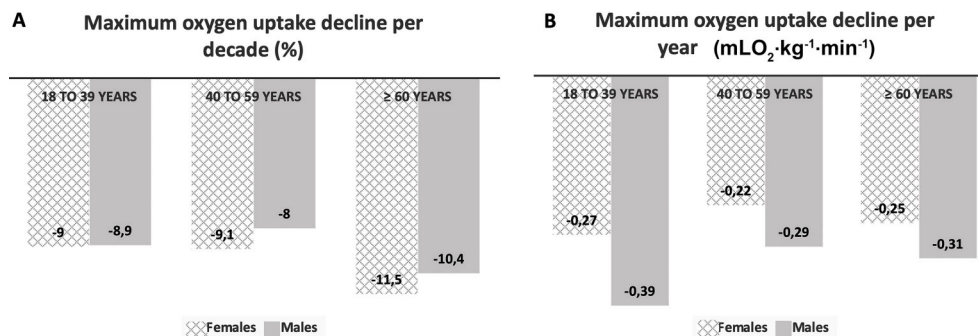 A
Maximum oxygen uptake decline per
decade (%)
18 TO 39 YEARS
40 TO 59 YEARS
≥ 60 YEARS
-9
-8,9
-9,1
-8
-11,5
-10,4
Females
Males
B
Maximum oxygen uptake decline per
year (mLO₂·kg⁻¹·min⁻¹)
18 TO 39 YEARS
40 TO 59 YEARS
≥ 60 YEARS
-0,27
-0,39
-0,22
-0,29
-0,25
-0,31
Females
Males